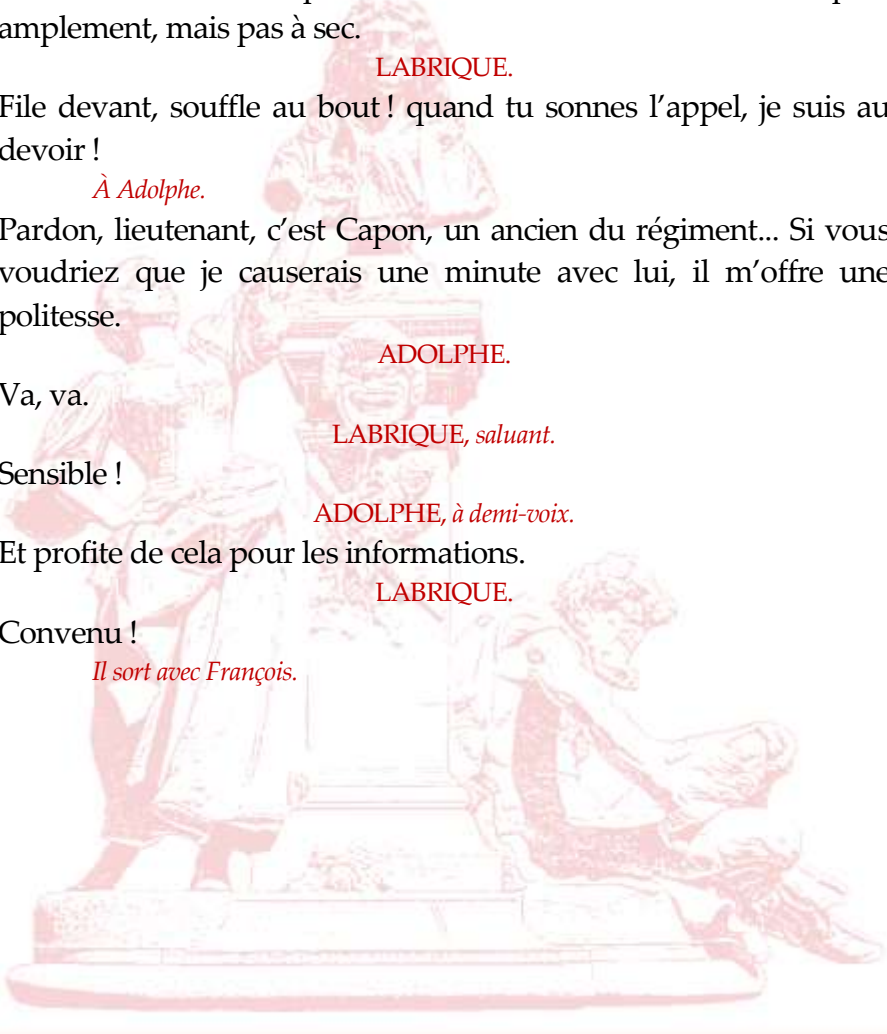 amplement, mais pas à sec.
LABRIQUE.
File devant, souffle au bout ! quand tu sonnes l’appel, je suis au
devoir !
À Adolphe.
Pardon, lieutenant, c’est Capon, un ancien du régiment... Si vous
voudriez que je causerais une minute avec lui, il m’offre une
politesse.
ADOLPHE.
Va, va.
LABRIQUE, saluant.
Sensible !
ADOLPHE, à demi-voix.
Et profite de cela pour les informations.
LABRIQUE.
Convenu !
Il sort avec François.